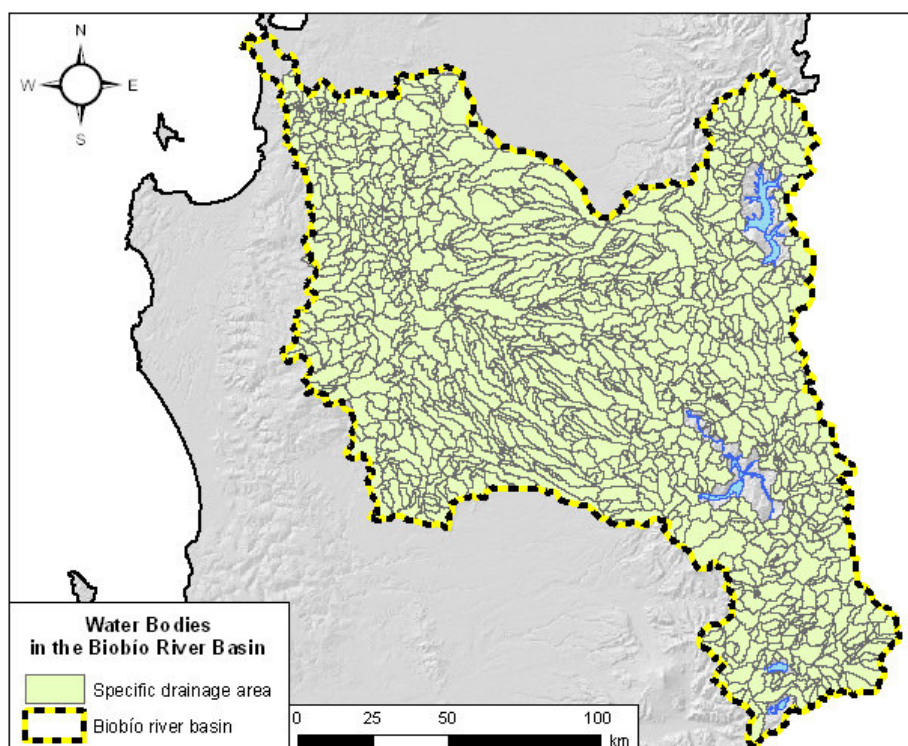 N
W E
S
Water Bodies
in the Biobío River Basin
Specific drainage area
Biobío river basin
0 25 50 100
km